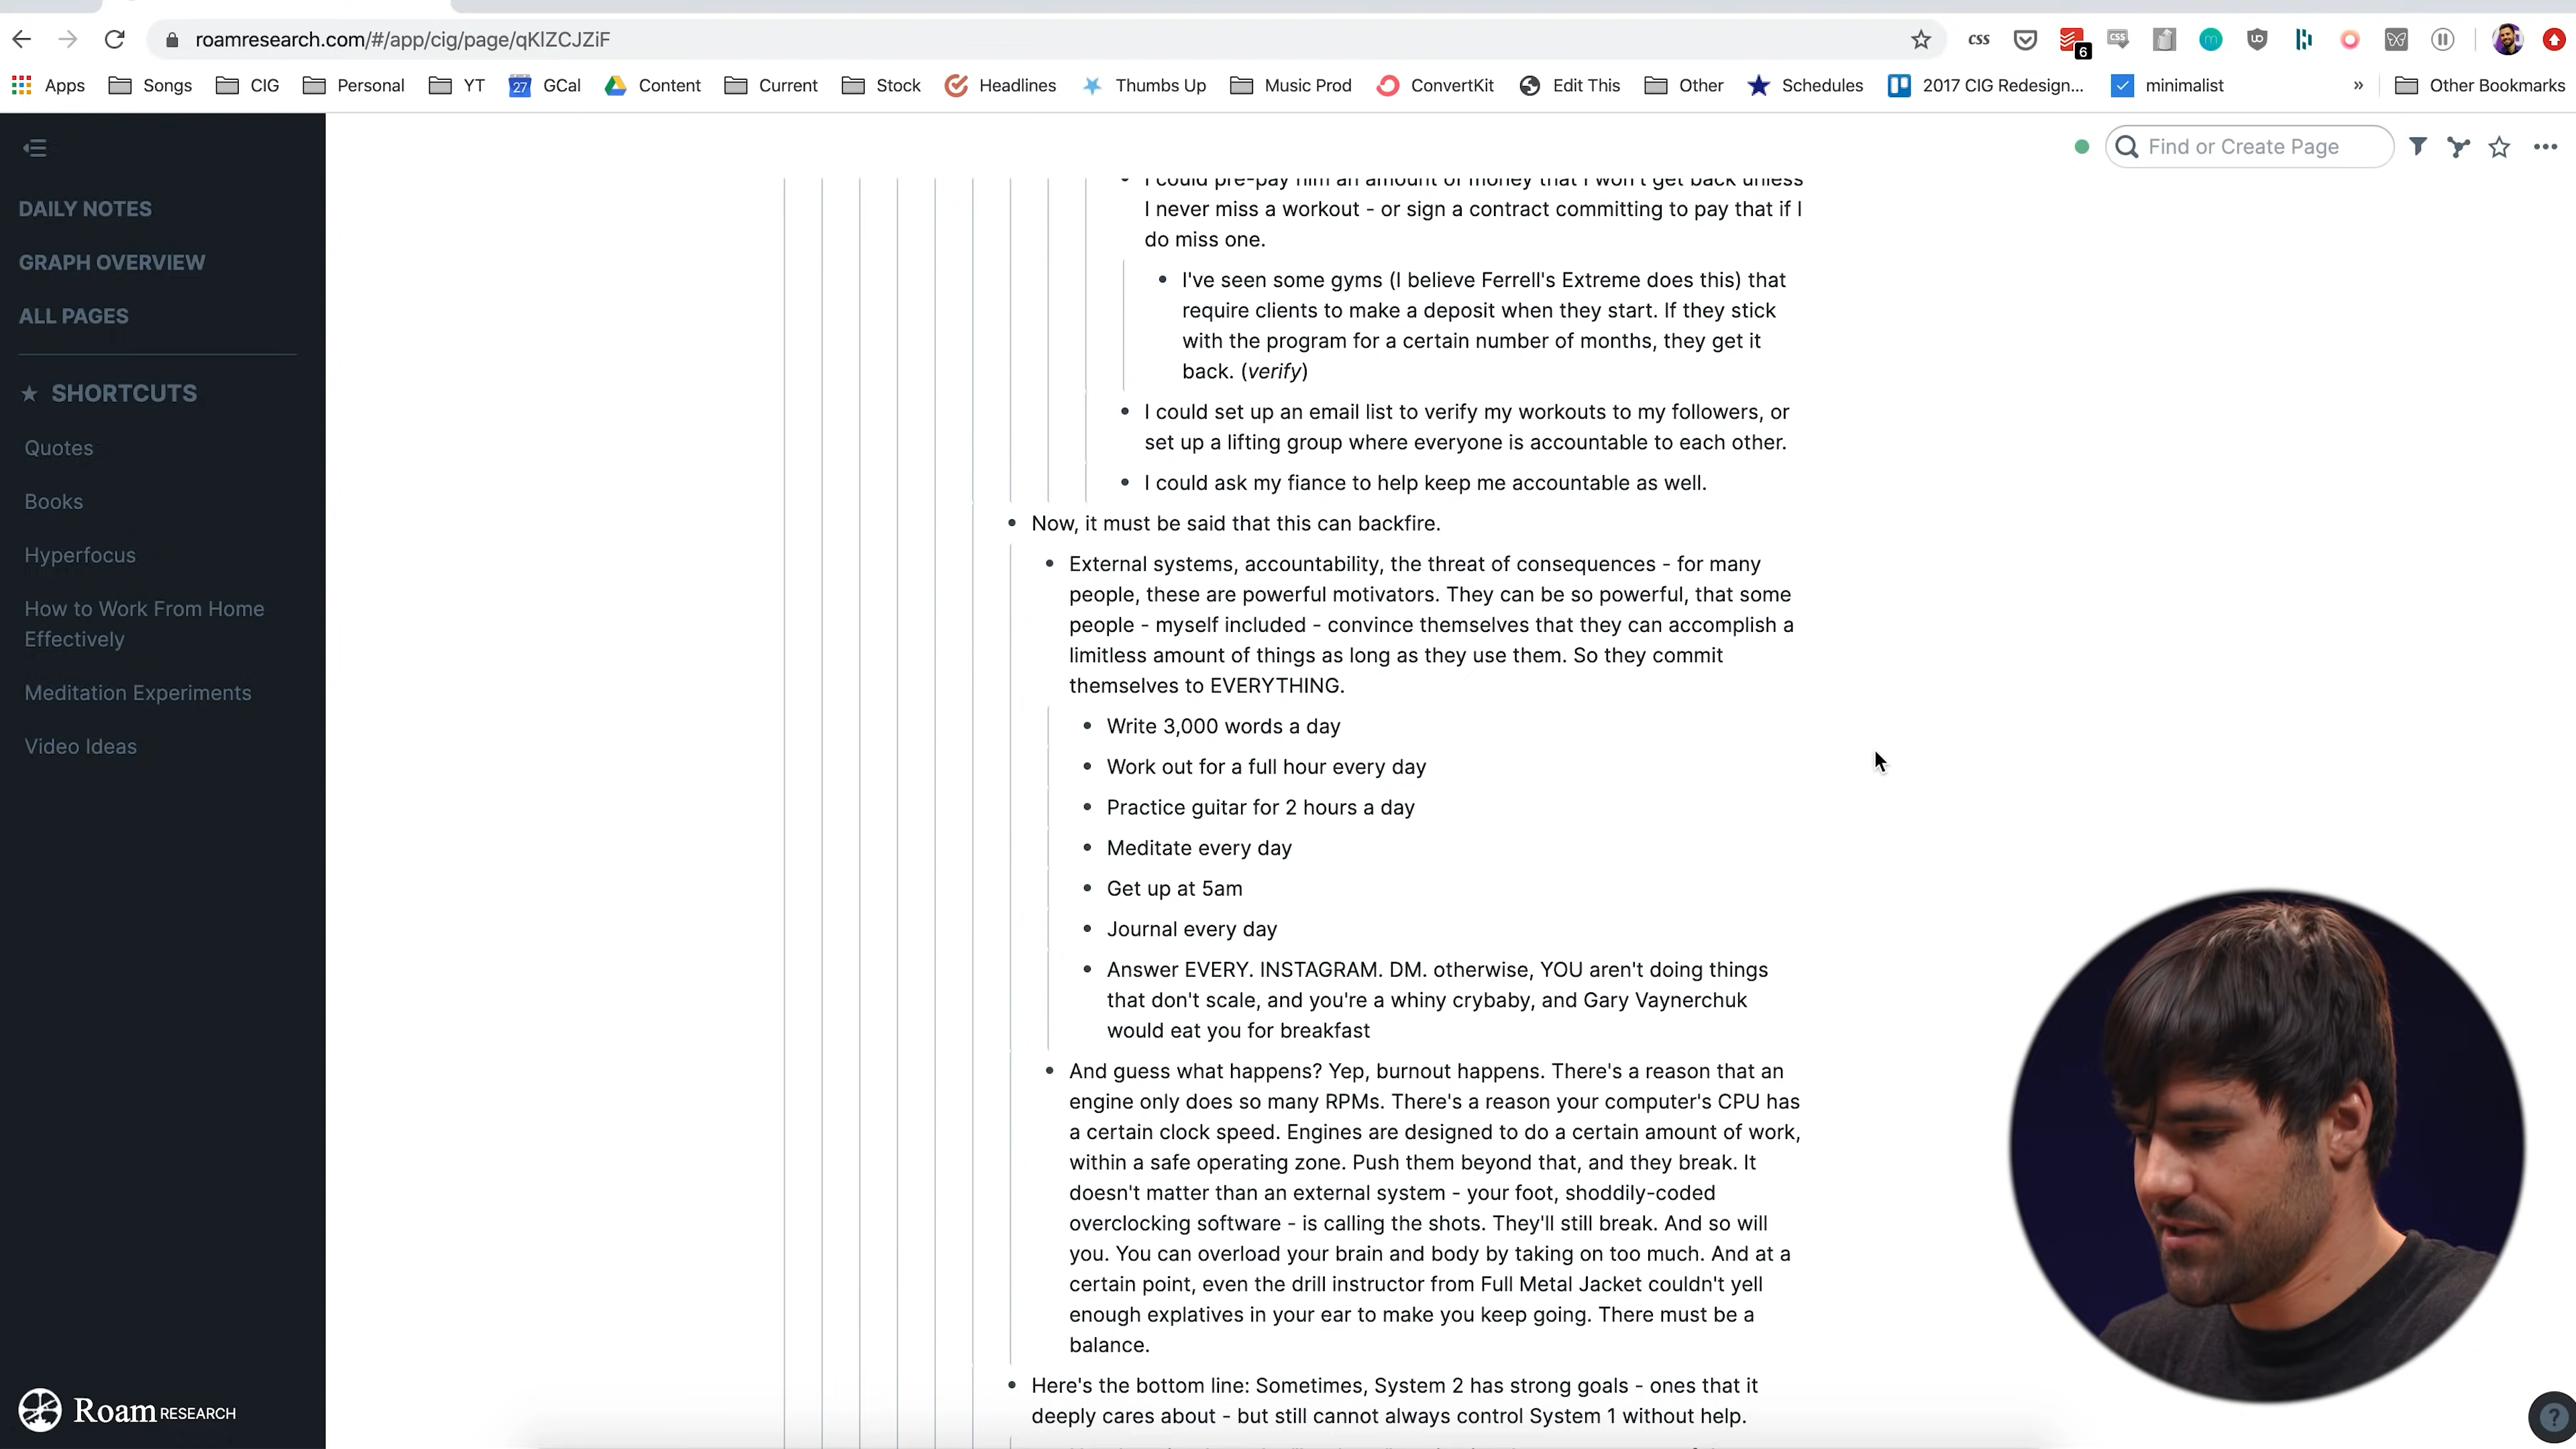 roamresearch.com/#/app/cig/page/qKlZCJZiF
css
6
Apps
Songs
CIG
Personal
YT
27
GCal
Content
Current
Stock
Headlines
Thumbs Up
Music Prod
ConvertKit
Edit This
Other
Schedules
2017 CIG Redesign...
minimalist
»
Other Bookmarks
Find or Create Page
DAILY NOTES
GRAPH OVERVIEW
ALL PAGES
SHORTCUTS
Quotes
Books
Hyperfocus
How to Work From Home
Effectively
Meditation Experiments
Video Ideas
Roam RESEARCH
I could pre-pay him an amount of money that I won't get back unless
I never miss a workout - or sign a contract committing to pay that if I
do miss one.
I've seen some gyms (I believe Ferrell's Extreme does this) that
require clients to make a deposit when they start. If they stick
with the program for a certain number of months, they get it
back. (verify)
I could set up an email list to verify my workouts to my followers, or
set up a lifting group where everyone is accountable to each other.
I could ask my fiance to help keep me accountable as well.
Now, it must be said that this can backfire.
External systems, accountability, the threat of consequences - for many
people, these are powerful motivators. They can be so powerful, that some
people - myself included - convince themselves that they can accomplish a
limitless amount of things as long as they use them. So they commit
themselves to EVERYTHING.
Write 3,000 words a day
Work out for a full hour every day
Practice guitar for 2 hours a day
Meditate every day
Get up at 5am
Journal every day
Answer EVERY. INSTAGRAM. DM. otherwise, YOU aren't doing things
that don't scale, and you're a whiny crybaby, and Gary Vaynerchuk
would eat you for breakfast
And guess what happens? Yep, burnout happens. There's a reason that an
engine only does so many RPMs. There's a reason your computer's CPU has
a certain clock speed. Engines are designed to do a certain amount of work,
within a safe operating zone. Push them beyond that, and they break. It
doesn't matter than an external system - your foot, shoddily-coded
overclocking software - is calling the shots. They'll still break. And so will
you. You can overload your brain and body by taking on too much. And at a
certain point, even the drill instructor from Full Metal Jacket couldn't yell
enough explatives in your ear to make you keep going. There must be a
balance.
Here's the bottom line: Sometimes, System 2 has strong goals - ones that it
deeply cares about - but still cannot always control System 1 without help.